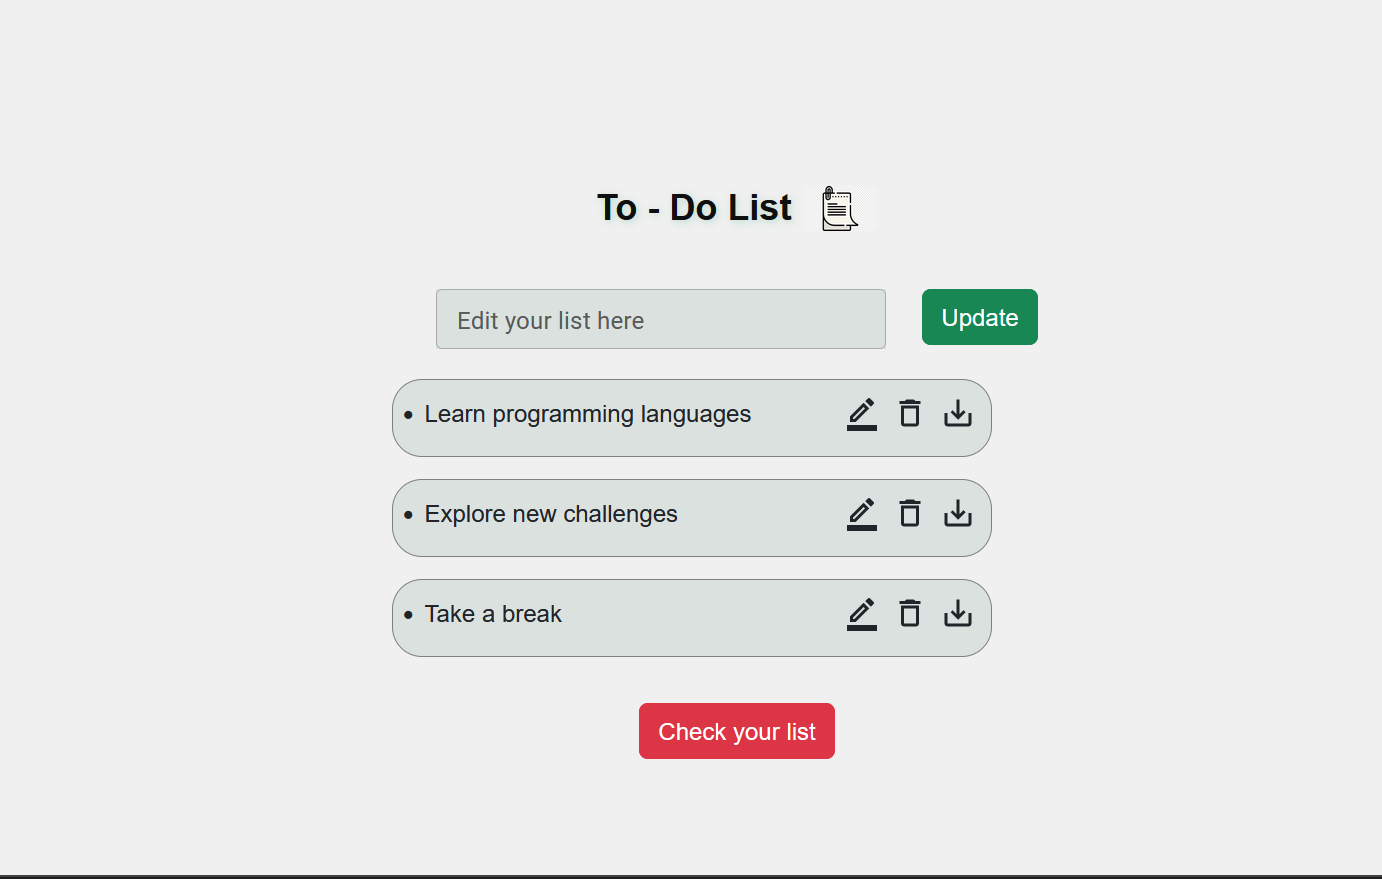 To - Do List
Edit your list here
Update
• Learn programming languages
• Explore new challenges
• Take a break
Check your list